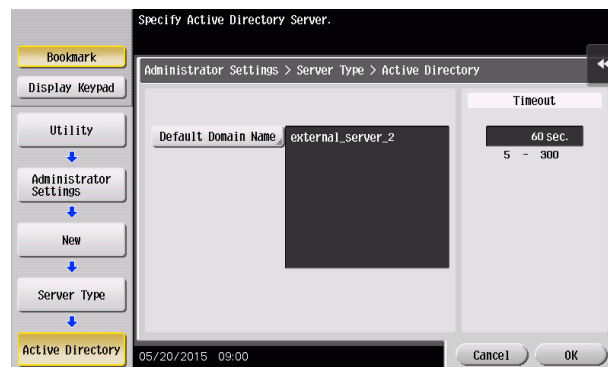 Specify Active Directory Server.
Bookmark
Display Keypad
Utility
Administrator
Settings
New
Server Type
Active Directory
Administrator Settings > Server Type > Active Directory
Default Domain Name
external_server_2
Timeout
60 sec.
5 - 300
05/20/2015 09:00
Cancel
OK